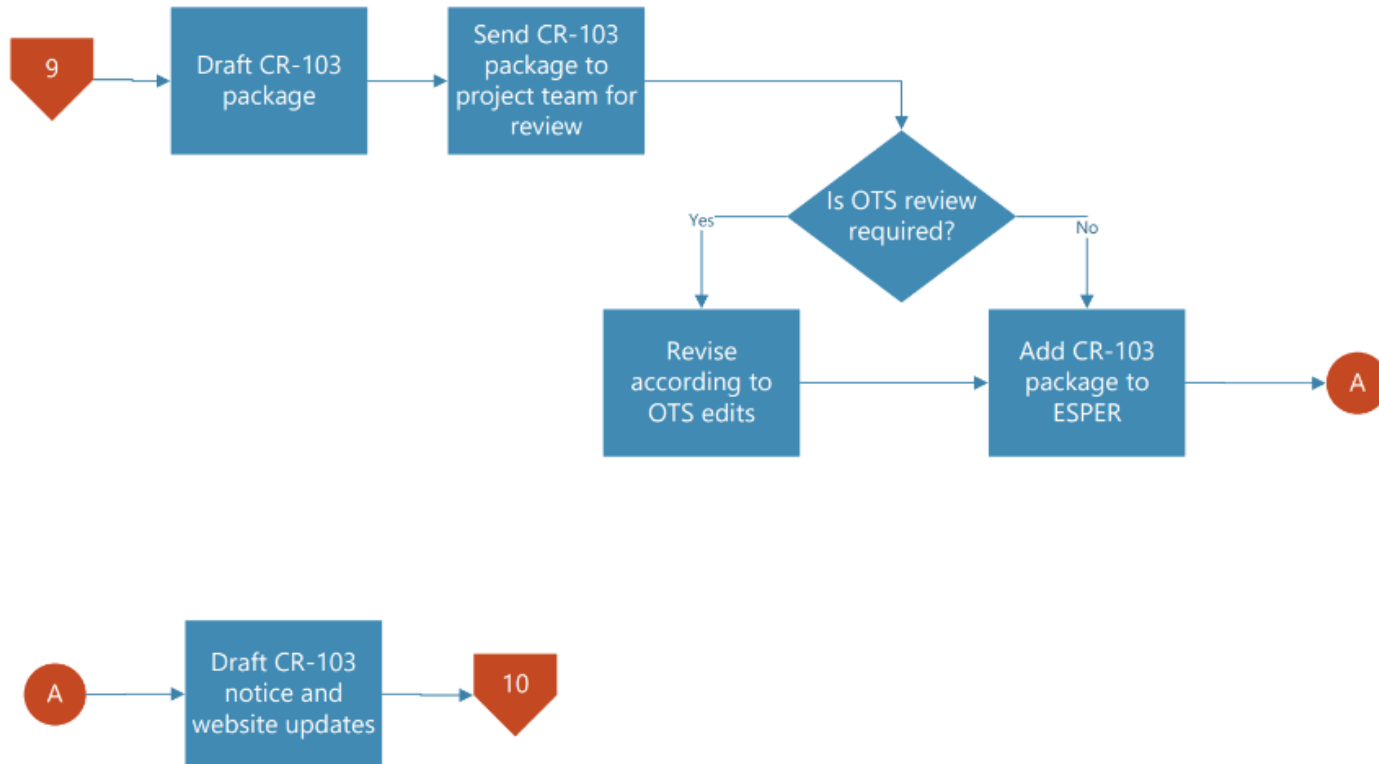 9
Draft CR-103
package
Send CR-103
package to
project team for
review
Is OTS review
required?
Yes
No
Revise
according to
OTS edits
Add CR-103
package to
ESPER
A
A
Draft CR-103
notice and
website updates
10